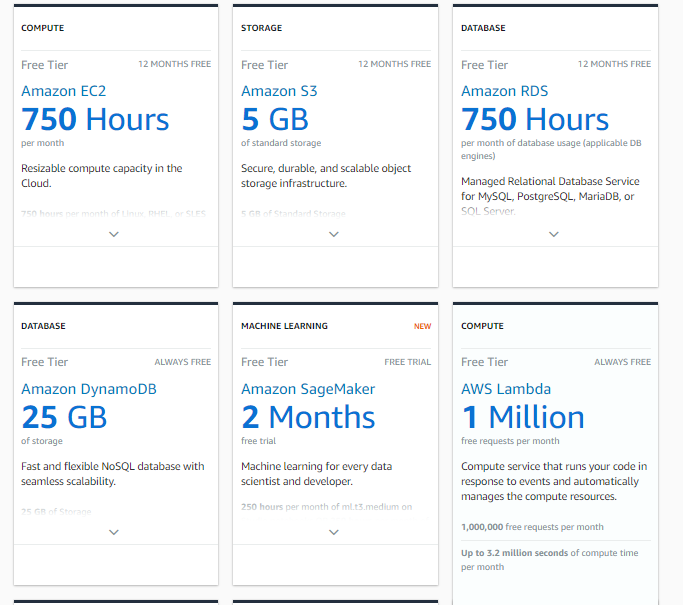 COMPUTE
Free Tier 12 MONTHS FREE
Amazon EC2
750 Hours
per month
Resizable compute capacity in the
Cloud.
750 hours per month of Linux, RHEL, or SLES
STORAGE
Free Tier 12 MONTHS FREE
Amazon S3
5 GB
of standard storage
Secure, durable, and scalable object
storage infrastructure.
5 GB of Standard Storage
DATABASE
Free Tier 12 MONTHS FREE
Amazon RDS
750 Hours
per month of database usage (applicable DB
engines)
Managed Relational Database Service
for MySQL, PostgreSQL, MariaDB, or
SQL Server.
DATABASE
Free Tier ALWAYS FREE
Amazon DynamoDB
25 GB
of storage
Fast and flexible NoSQL database with
seamless scalability.
25 GB of Storage
MACHINE LEARNING NEW
Free Tier FREE TRIAL
Amazon SageMaker
2 Months
free trial
Machine learning for every data
scientist and developer.
250 hours per month of ml.t3.medium on
COMPUTE
Free Tier ALWAYS FREE
AWS Lambda
1 Million
free requests per month
Compute service that runs your code in
response to events and automatically
manages the compute resources.
1,000,000 free requests per month
Up to 3.2 million seconds of compute time
per month